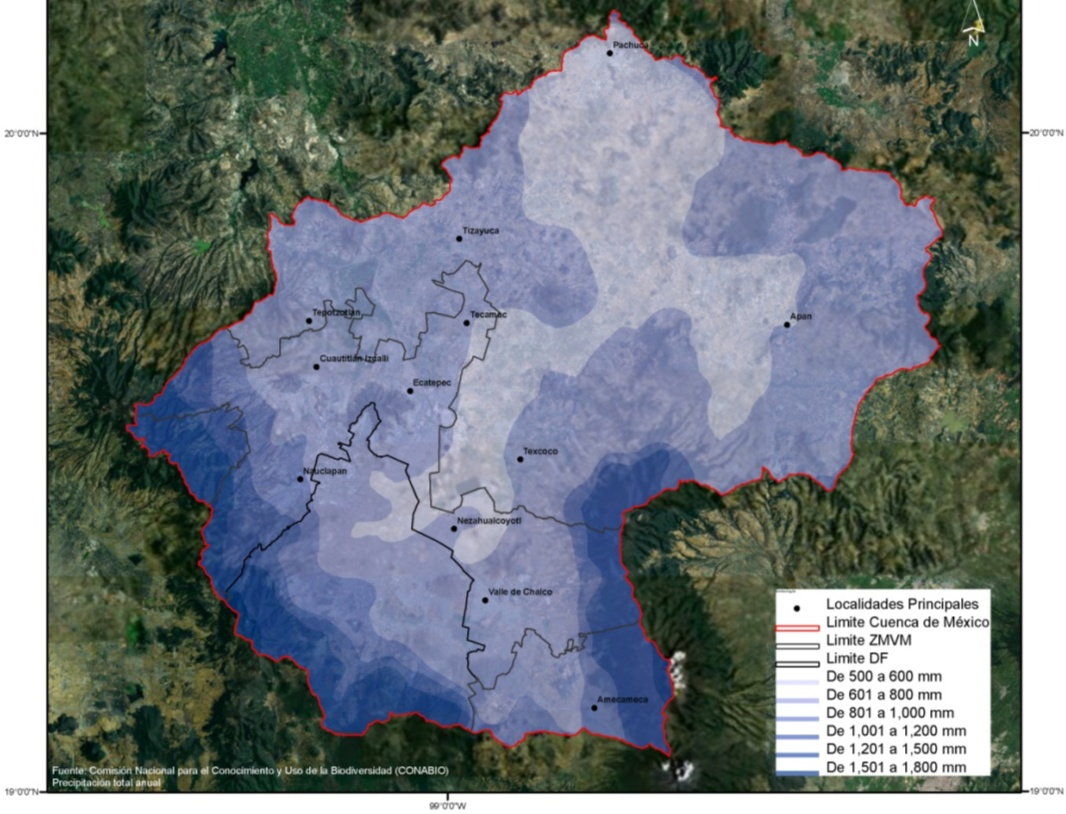 N
Pachuca
20°0'0"N
20°0'0"N
Tizayuca
Tepotzotlán
Tecamac
Apan
Cuautitlán Izcalli
Ecatepec
Texcoco
Naucalpan
Nezahualcoyotl
Valle de Chalco
Amecameca
Localidades Principales
Limite Cuenca de México
Limite ZMVM
Limite DF
De 500 a 600 mm
De 601 a 800 mm
De 801 a 1,000 mm
De 1,001 a 1,200 mm
De 1,201 a 1,500 mm
De 1,501 a 1,800 mm
Fuente: Comisión Nacional para el Conocimiento y Uso de la Biodiversidad (CONABIO)
Precipitación total anual
19°0'0"N
19°0'0"N
99°0'0"W